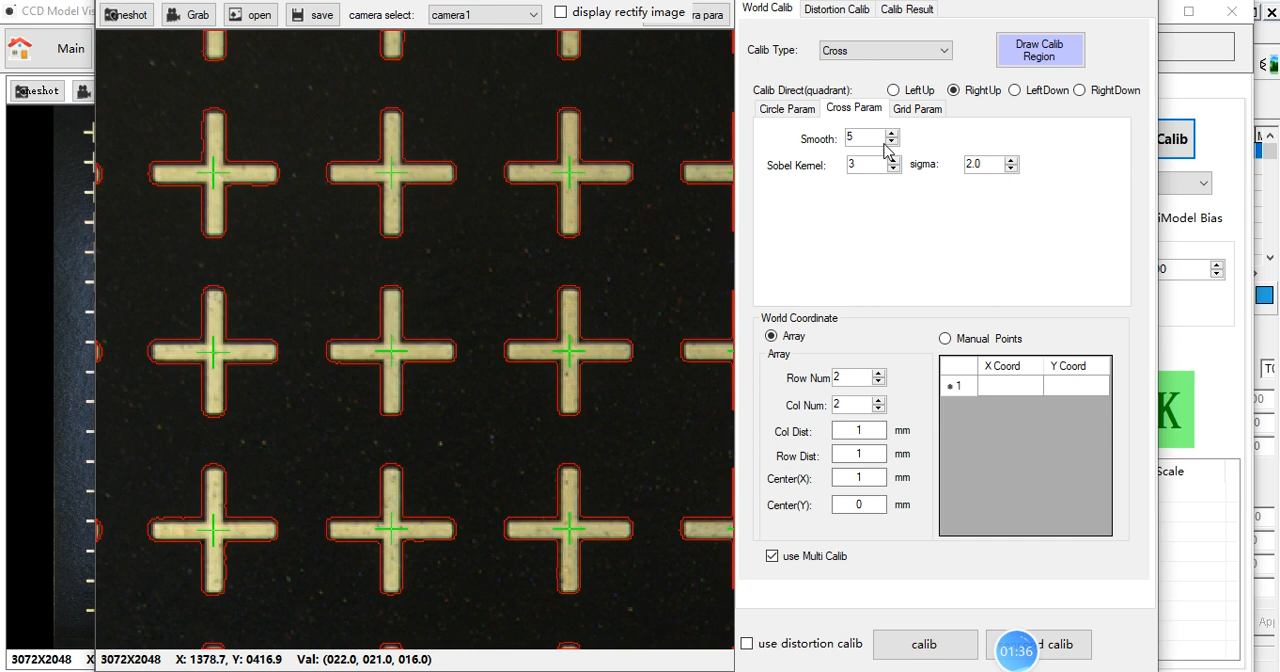 CCD Model Vis
Main
neshot
neshot
Grab
open
save
camera select:
camera1
display rectify image
ra para
World Calib
Distortion Calib
Calib Result
Calib Type:
Cross
Draw Calib
Region
Calib Direct(quadrant):
LeftUp
RightUp
LeftDown
RightDown
Circle Param
Cross Param
Grid Param
Smooth:
5
Sobel Kernel:
3
sigma:
2.0
World Coordinate
Array
Manual Points
Array
Row Num
2
Col Num:
2
Col Dist:
1
mm
Row Dist:
1
mm
Center(X):
1
mm
Center(Y):
0
mm
X Coord
Y Coord
1
use Multi Calib
use distortion calib
calib
d calib
01:36
Calib
iModel Bias
K
Scale
3072X2048
3072X2048
X: 1378.7, Y: 0416.9
Val: (022.0, 021.0, 016.0)